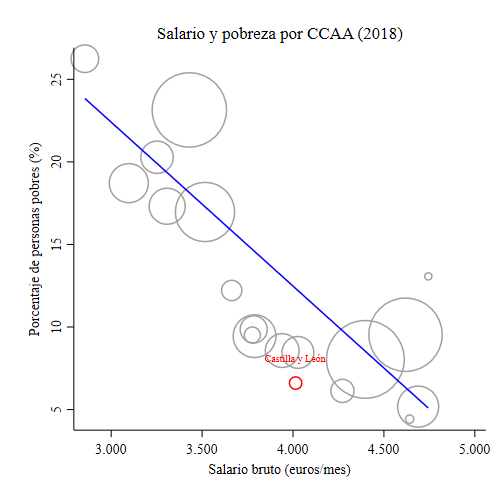 Salario y pobreza por CCAA (2018)
Porcentaje de personas pobres (%)
25
20
15
10
5
Castilla y León
3.000
3.500
4.000
4.500
5.000
Salario bruto (euros/mes)